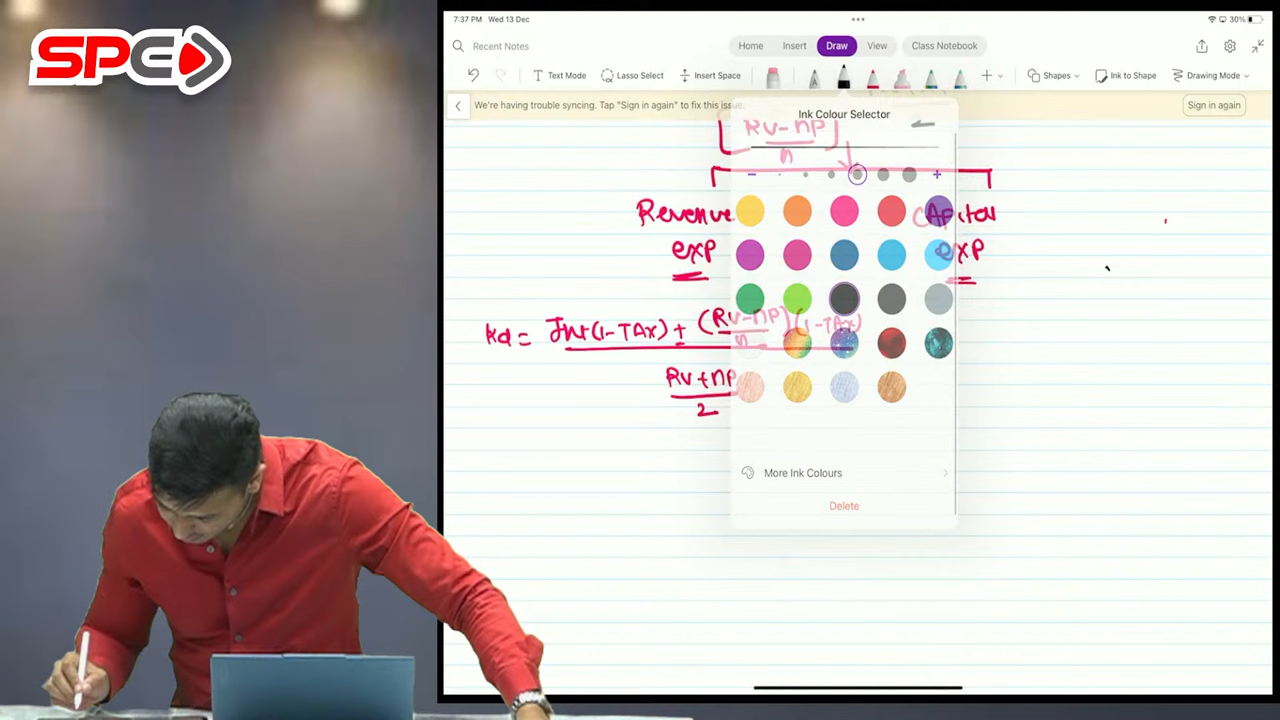 SPED
7:37 PM Wed 13 Dec
30%
Recent Notes
Home Insert Draw View Class Notebook
Text Mode Lasso Select Insert Space Shapes Ink to Shape Drawing Mode
We're having trouble syncing. Tap "Sign in again" to fix this issue.
Sign in again
Ink Colour Selector
RV-np
n
Revenue Capital
exp exp
Kd = Int(1-TAx) + (RV-np)(1-TAx)
n
RV+np
2
More Ink Colours
Delete